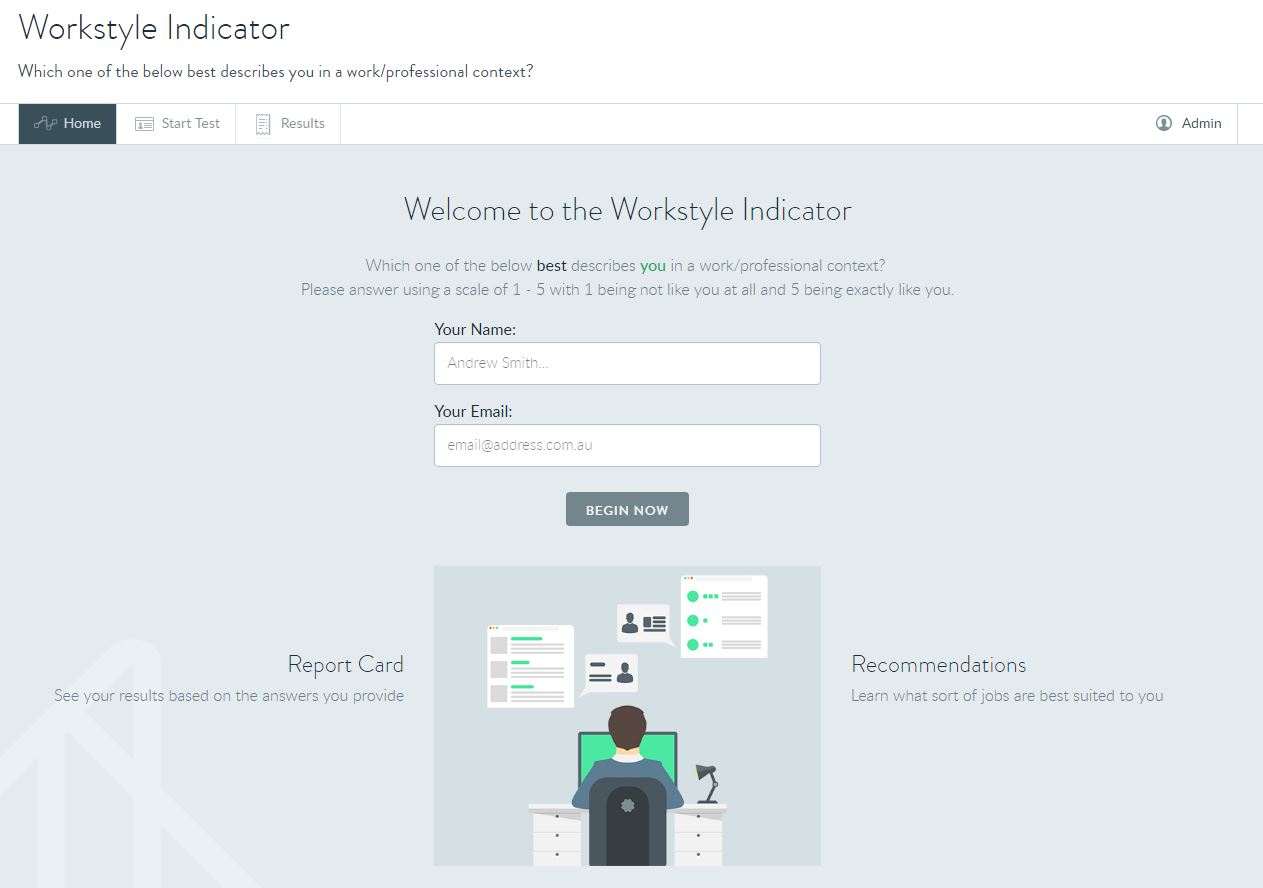 Workstyle Indicator
Which one of the below best describes you in a work/professional context?
Home
Start Test
Results
Admin
Welcome to the Workstyle Indicator
Which one of the below best describes you in a work/professional context?
Please answer using a scale of 1 - 5 with 1 being not like you at all and 5 being exactly like you.
Your Name:
Andrew Smith...
Your Email:
email@address.com.au
BEGIN NOW
Report Card
See your results based on the answers you provide
Recommendations
Learn what sort of jobs are best suited to you